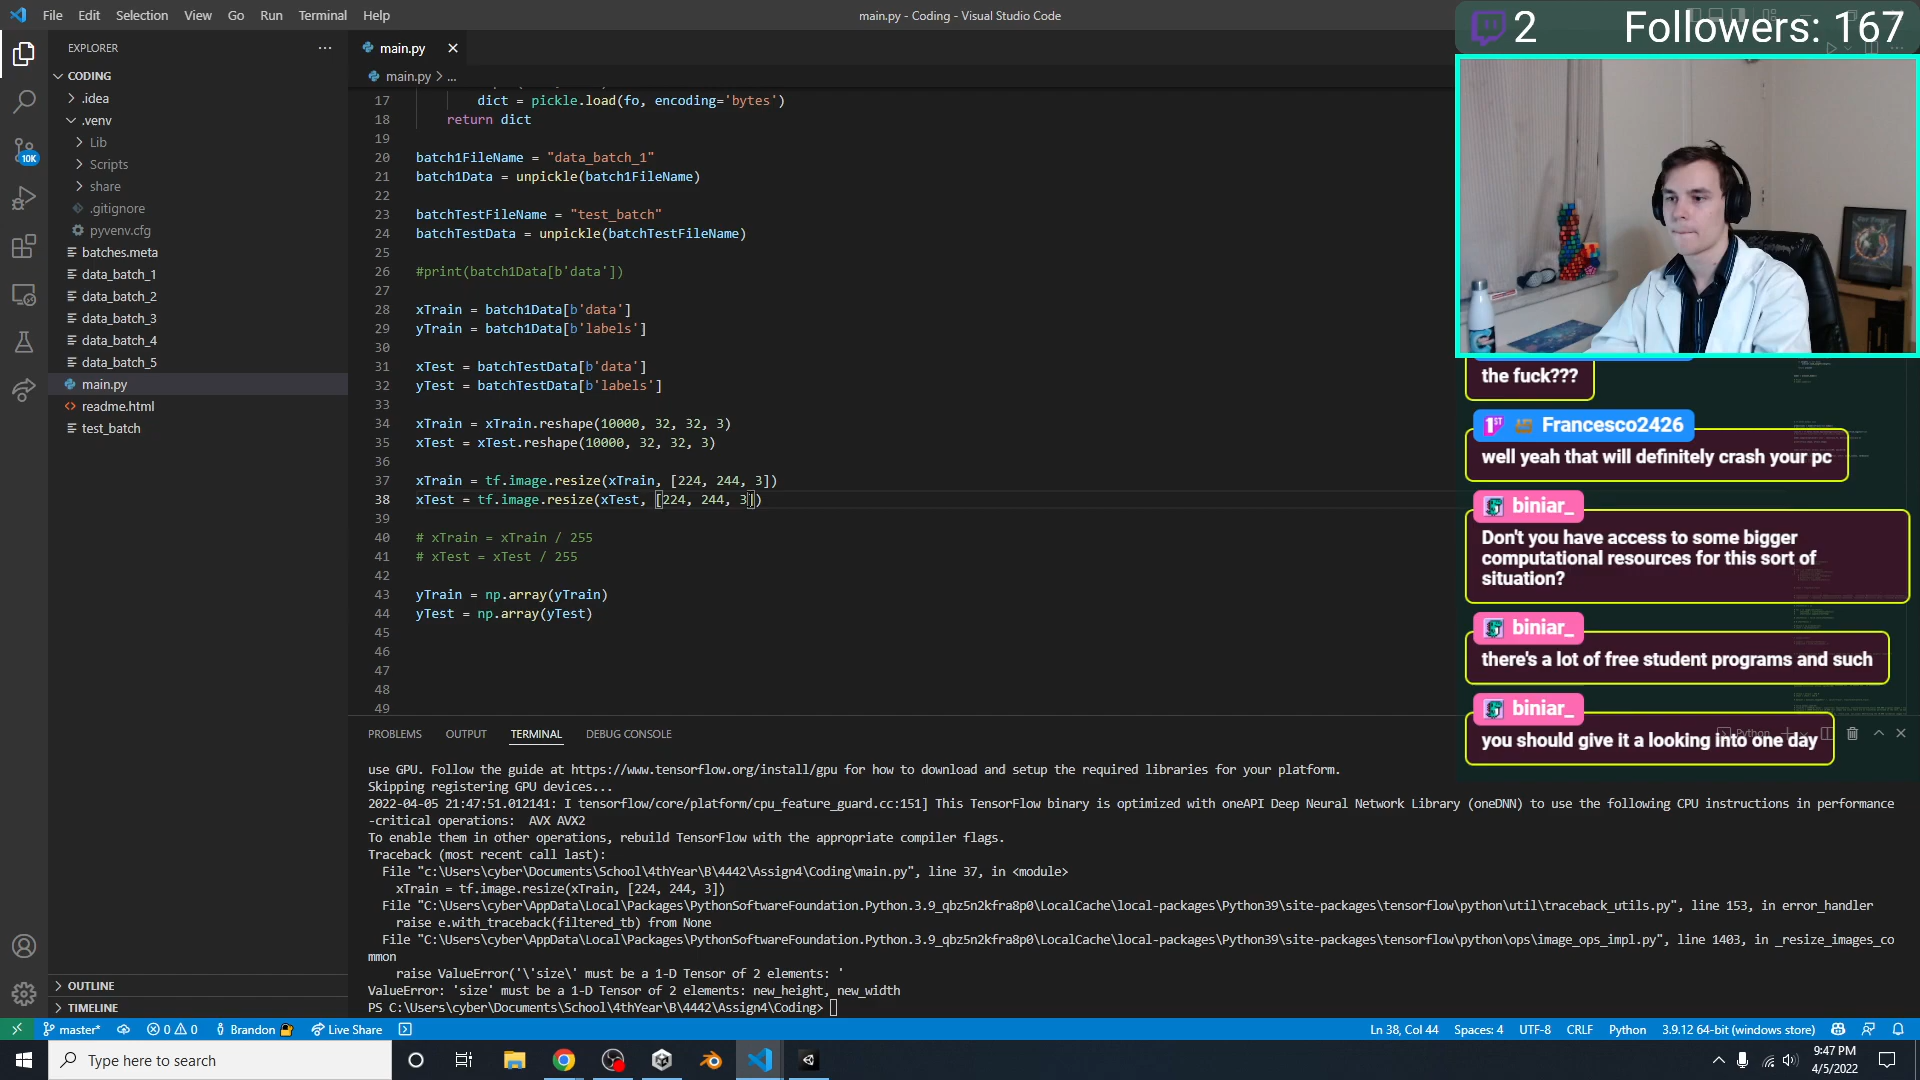 File Edit Selection View Go Run Terminal Help
main.py - Coding - Visual Studio Code
2 Followers: 167
EXPLORER
CODING
.idea
.venv
Lib
Scripts
share
.gitignore
pyvenv.cfg
batches.meta
data_batch_1
data_batch_2
data_batch_3
data_batch_4
data_batch_5
main.py
readme.html
test_batch
OUTLINE
TIMELINE
10K
main.py
main.py > ...
17 dict = pickle.load(fo, encoding='bytes')
18 return dict
19
20 batch1FileName = "data_batch_1"
21 batch1Data = unpickle(batch1FileName)
22
23 batchTestFileName = "test_batch"
24 batchTestData = unpickle(batchTestFileName)
25
26 #print(batch1Data[b'data'])
27
28 xTrain = batch1Data[b'data']
29 yTrain = batch1Data[b'labels']
30
31 xTest = batchTestData[b'data']
32 yTest = batchTestData[b'labels']
33
34 xTrain = xTrain.reshape(10000, 32, 32, 3)
35 xTest = xTest.reshape(10000, 32, 32, 3)
36
37 xTrain = tf.image.resize(xTrain, [224, 244, 3])
38 xTest = tf.image.resize(xTest, [224, 244, 3])
39
40 # xTrain = xTrain / 255
41 # xTest = xTest / 255
42
43 yTrain = np.array(yTrain)
44 yTest = np.array(yTest)
45
46
47
48
49
the fuck???
1ST Francesco2426
well yeah that will definitely crash your pc
biniar_
Don't you have access to some bigger
computational resources for this sort of
situation?
biniar_
there's a lot of free student programs and such
biniar_
you should give it a looking into one day
PROBLEMS OUTPUT TERMINAL DEBUG CONSOLE
Python
use GPU. Follow the guide at https://www.tensorflow.org/install/gpu for how to download and setup the required libraries for your platform.
Skipping registering GPU devices...
2022-04-05 21:47:51.012141: I tensorflow/core/platform/cpu_feature_guard.cc:151] This TensorFlow binary is optimized with oneAPI Deep Neural Network Library (oneDNN) to use the following CPU instructions in performance
-critical operations:  AVX AVX2
To enable them in other operations, rebuild TensorFlow with the appropriate compiler flags.
Traceback (most recent call last):
File "c:\Users\cyber\Documents\School\4thYear\B\4442\Assign4\Coding\main.py", line 37, in <module>
xTrain = tf.image.resize(xTrain, [224, 244, 3])
File "C:\Users\cyber\AppData\Local\Packages\PythonSoftwareFoundation.Python.3.9_qbz5n2kfra8p0\LocalCache\local-packages\Python39\site-packages\tensorflow\python\util\traceback_utils.py", line 153, in error_handler
raise e.with_traceback(filtered_tb) from None
File "C:\Users\cyber\AppData\Local\Packages\PythonSoftwareFoundation.Python.3.9_qbz5n2kfra8p0\LocalCache\local-packages\Python39\site-packages\tensorflow\python\ops\image_ops_impl.py", line 1403, in _resize_images_co
mmon
raise ValueError('\'size\' must be a 1-D Tensor of 2 elements: '
ValueError: 'size' must be a 1-D Tensor of 2 elements: new_height, new_width
PS C:\Users\cyber\Documents\School\4thYear\B\4442\Assign4\Coding>
master* 0 0 Brandon Live Share
Ln 38, Col 44 Spaces: 4 UTF-8 CRLF Python 3.9.12 64-bit (windows store)
Type here to search
9:47 PM
4/5/2022